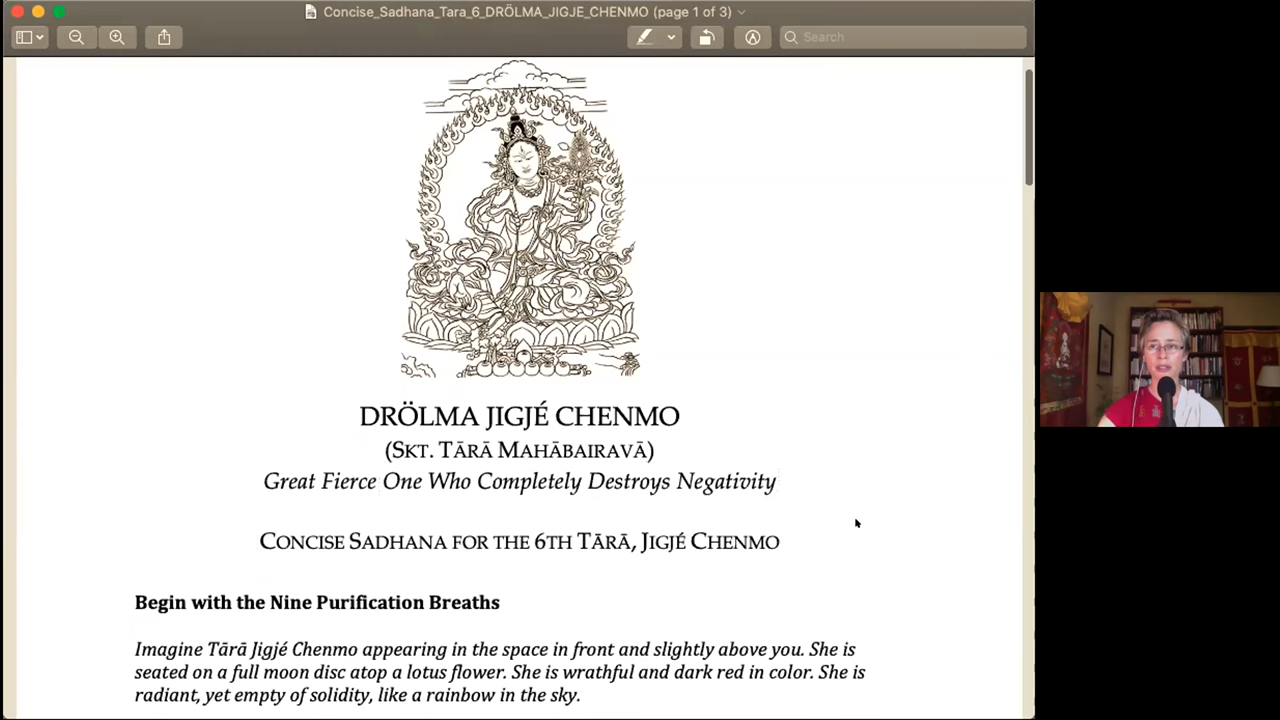 Concise_Sadhana_Tara_6_DRÖLMA_JIGJE_CHENMO (page 1 of 3)
Search
DRÖLMA JIGJÉ CHENMO
(SKT. TĀRĀ MAHĀBAIRAVĀ)
Great Fierce One Who Completely Destroys Negativity
CONCISE SADHANA FOR THE 6TH TĀRĀ, JIGJÉ CHENMO
Begin with the Nine Purification Breaths
Imagine Tārā Jigjé Chenmo appearing in the space in front and slightly above you. She is
seated on a full moon disc atop a lotus flower. She is wrathful and dark red in color. She is
radiant, yet empty of solidity, like a rainbow in the sky.